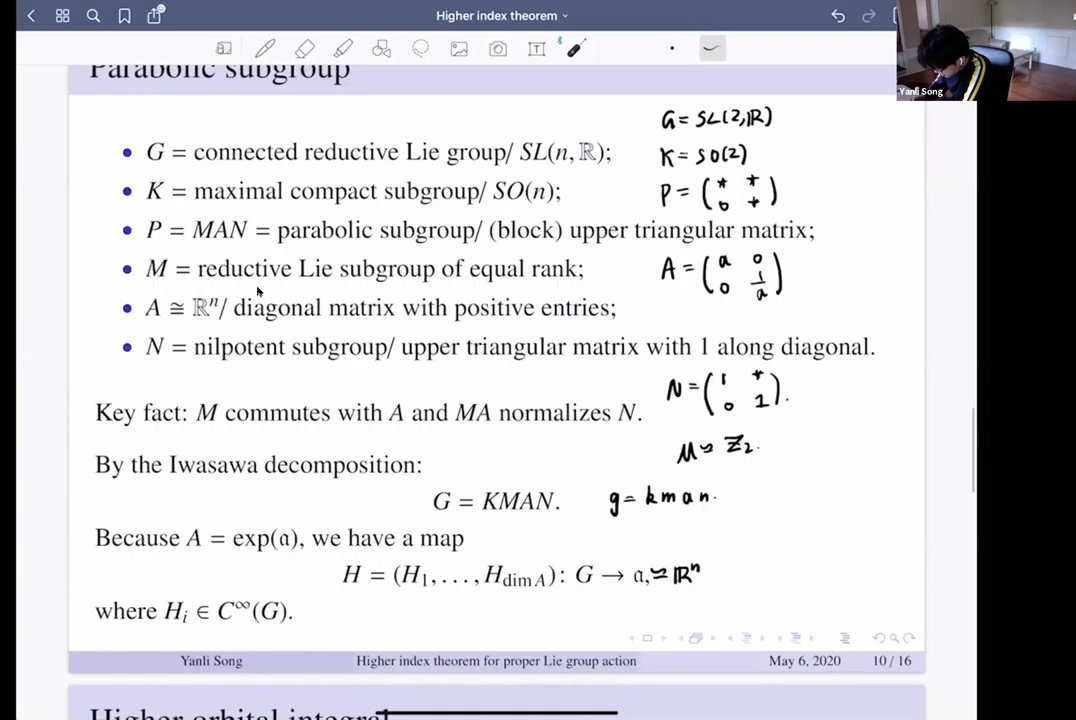 Higher index theorem
Yanli Song
Parabolic subgroup
G = SL(2, ℝ)
• G = connected reductive Lie group/ SL(n, ℝ);
K = SO(2)
• K = maximal compact subgroup/ SO(n);
P = (* * 0 *)
• P = MAN = parabolic subgroup/ (block) upper triangular matrix;
• M = reductive Lie subgroup of equal rank;
A = (a 0 0 1/a)
• A ≅ ℝⁿ/ diagonal matrix with positive entries;
• N = nilpotent subgroup/ upper triangular matrix with 1 along diagonal.
N = (1 * 0 1).
Key fact: M commutes with A and MA normalizes N.
M ≃ Z₂.
By the Iwasawa decomposition:
G = KMAN. g = k m a n.
Because A = exp(𝔞), we have a map
H = (H₁, . . . , H_dim A): G → 𝔞, ≃ ℝⁿ
where Hᵢ ∈ C^∞(G).
Yanli Song Higher index theorem for proper Lie group action May 6, 2020 10 / 16
Higher orbital integral